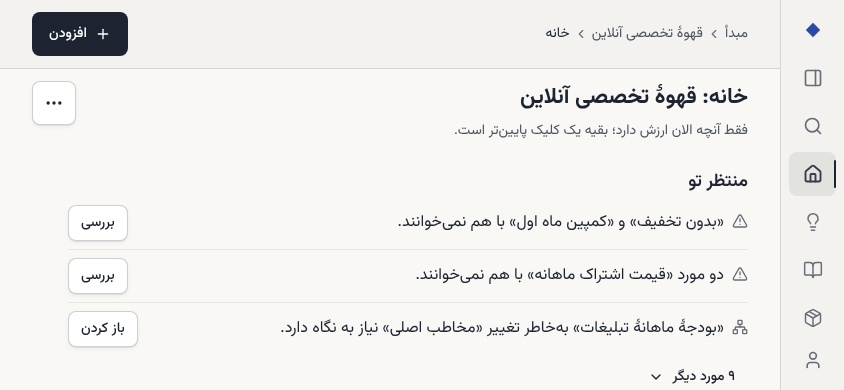 مبدأ › قهوهٔ تخصصی آنلاین › خانه
افزودن
خانه: قهوهٔ تخصصی آنلاین
فقط آنچه الان ارزش دارد؛ بقیه یک کلیک پایین‌تر است.
منتظر تو
«بدون تخفیف» و «کمپین ماه اول» با هم نمی‌خوانند.
بررسی
دو مورد «قیمت اشتراک ماهانه» با هم نمی‌خوانند.
بررسی
«بودجهٔ ماهانهٔ تبلیغات» به‌خاطر تغییر «مخاطب اصلی» نیاز به نگاه دارد.
باز کردن
۹ مورد دیگر